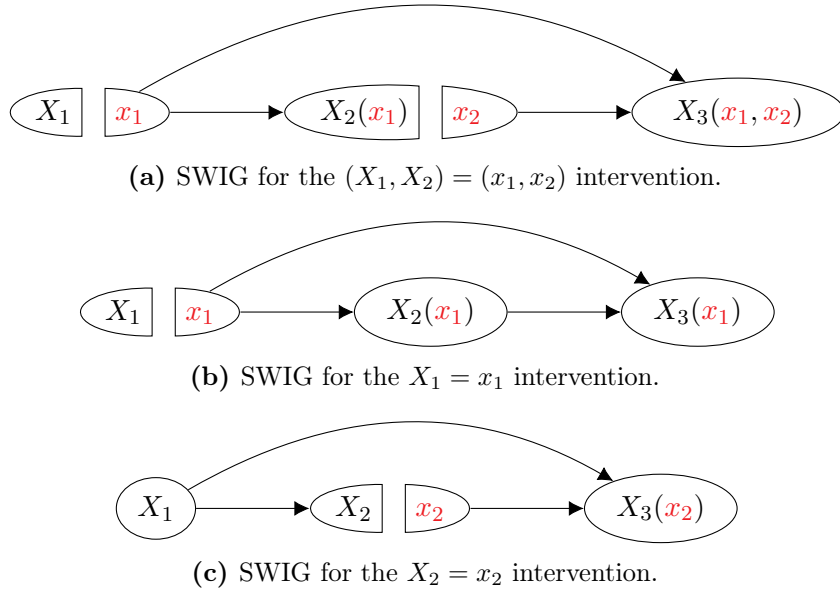 X₁ x₁ X₂(x₁) x₂ X₃(x₁, x₂)
(a) SWIG for the (X₁, X₂) = (x₁, x₂) intervention.
X₁ x₁ X₂(x₁) X₃(x₁)
(b) SWIG for the X₁ = x₁ intervention.
X₁ X₂ x₂ X₃(x₂)
(c) SWIG for the X₂ = x₂ intervention.